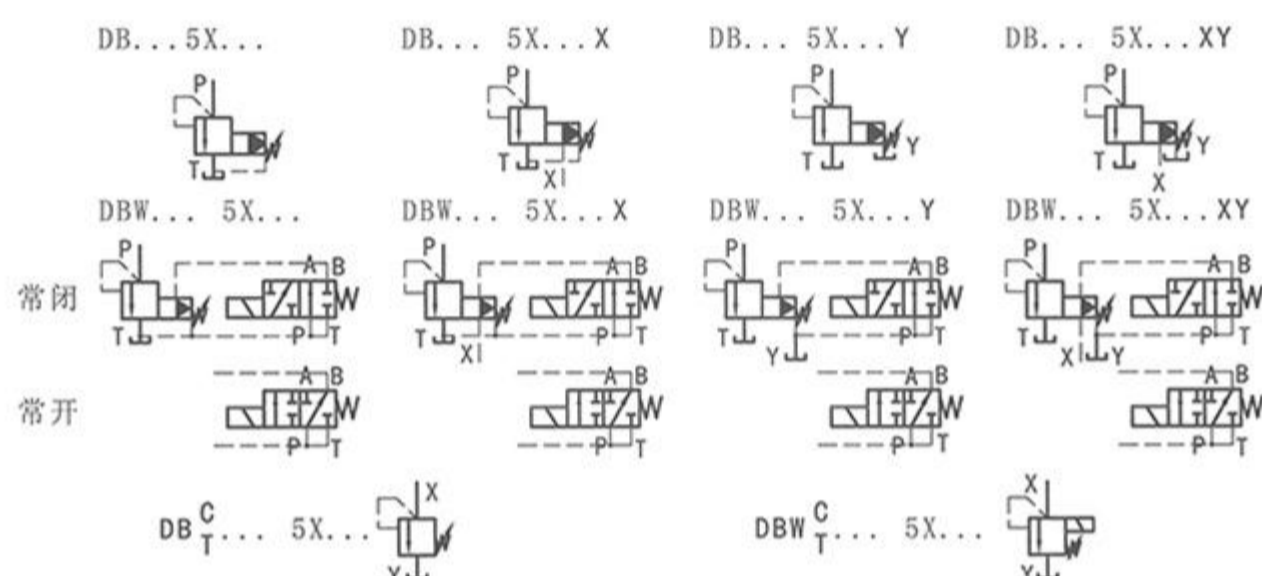 DB...5X... DB... 5X...X DB... 5X...Y DB... 5X...XY
P P P P
T T X T Y T Y X
DBW... 5X... DBW... 5X...X DBW... 5X...Y DBW... 5X...XY
P A B P A B P A B P A B
常闭
T P T T X P T T Y P T T X Y P T
A B A B A B A B
常开
P T P T P T P T
X X
DB C/T... 5X... DBW C/T... 5X...
Y Y